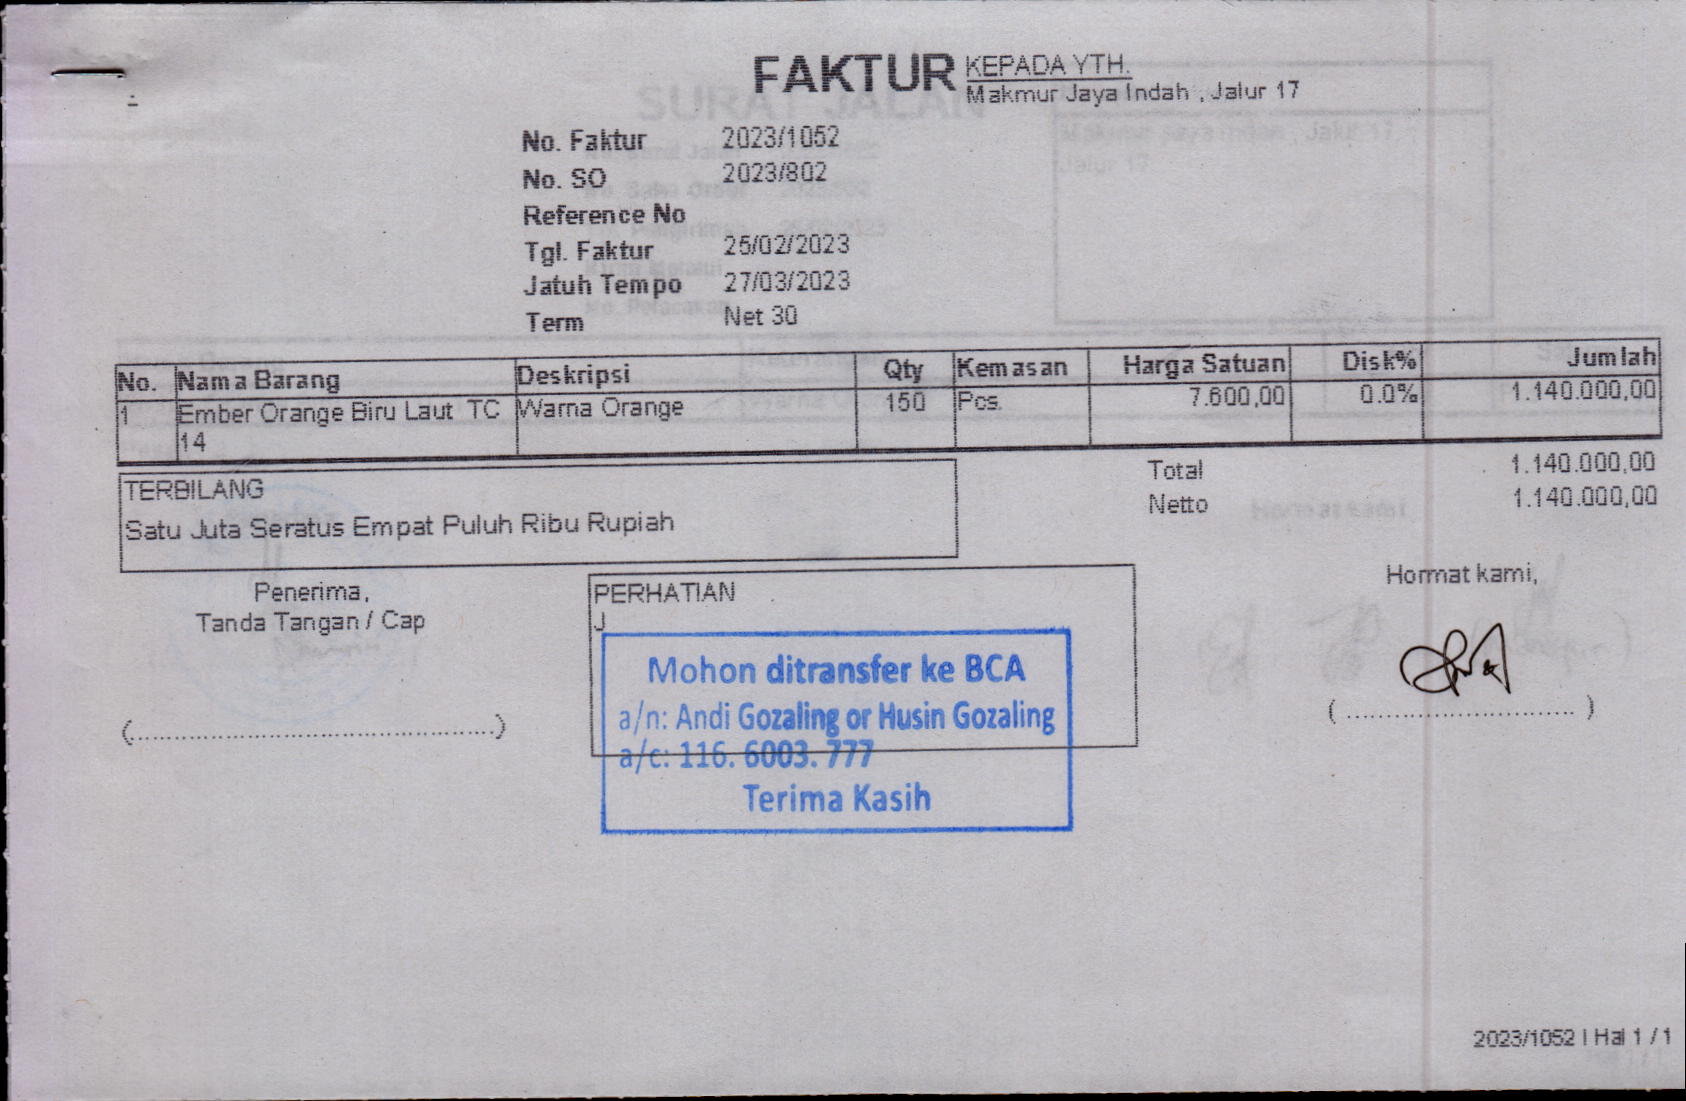 FAKTUR
KEPADA YTH.
Makmur Jaya Indah , Jalur 17
No. Faktur 2023/1052
No. SO 2023/802
Reference No
Tgl. Faktur 25/02/2023
Jatuh Tempo 27/03/2023
Term Net 30
No. Nama Barang Deskripsi Qty Kemasan Harga Satuan Disk% Jumlah
1 Ember Orange Biru Laut TC Warna Orange 150 Pcs. 7.600,00 0.0% 1.140.000,00
14
Total 1.140.000,00
Netto 1.140.000,00
TERBILANG
Satu Juta Seratus Empat Puluh Ribu Rupiah
Penerima,
Tanda Tangan / Cap
(............................................)
PERHATIAN
J
Mohon ditransfer ke BCA
a/n: Andi Gozaling or Husin Gozaling
a/c: 116. 6003. 777
Terima Kasih
Hormat kami,
( ............................ )
2023/1052 | Hal 1 / 1